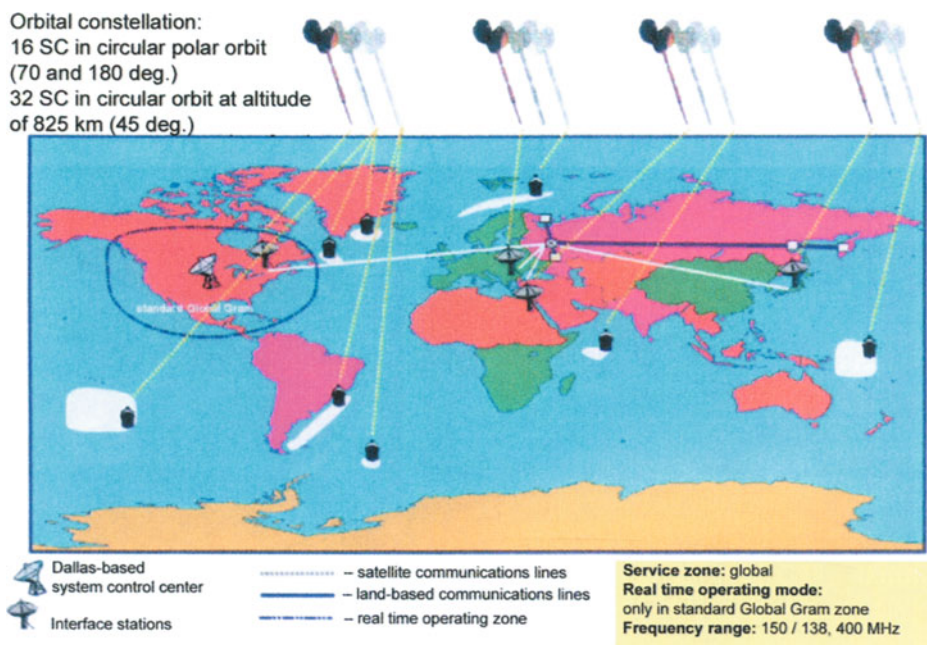 Orbital constellation:
16 SC in circular polar orbit
(70 and 180 deg.)
32 SC in circular orbit at altitude
of 825 km (45 deg.)
standard Global Gram
Dallas-based
system control center
Interface stations
– satellite communications lines
– land-based communications lines
– real time operating zone
Service zone: global
Real time operating mode:
only in standard Global Gram zone
Frequency range: 150 / 138, 400 MHz